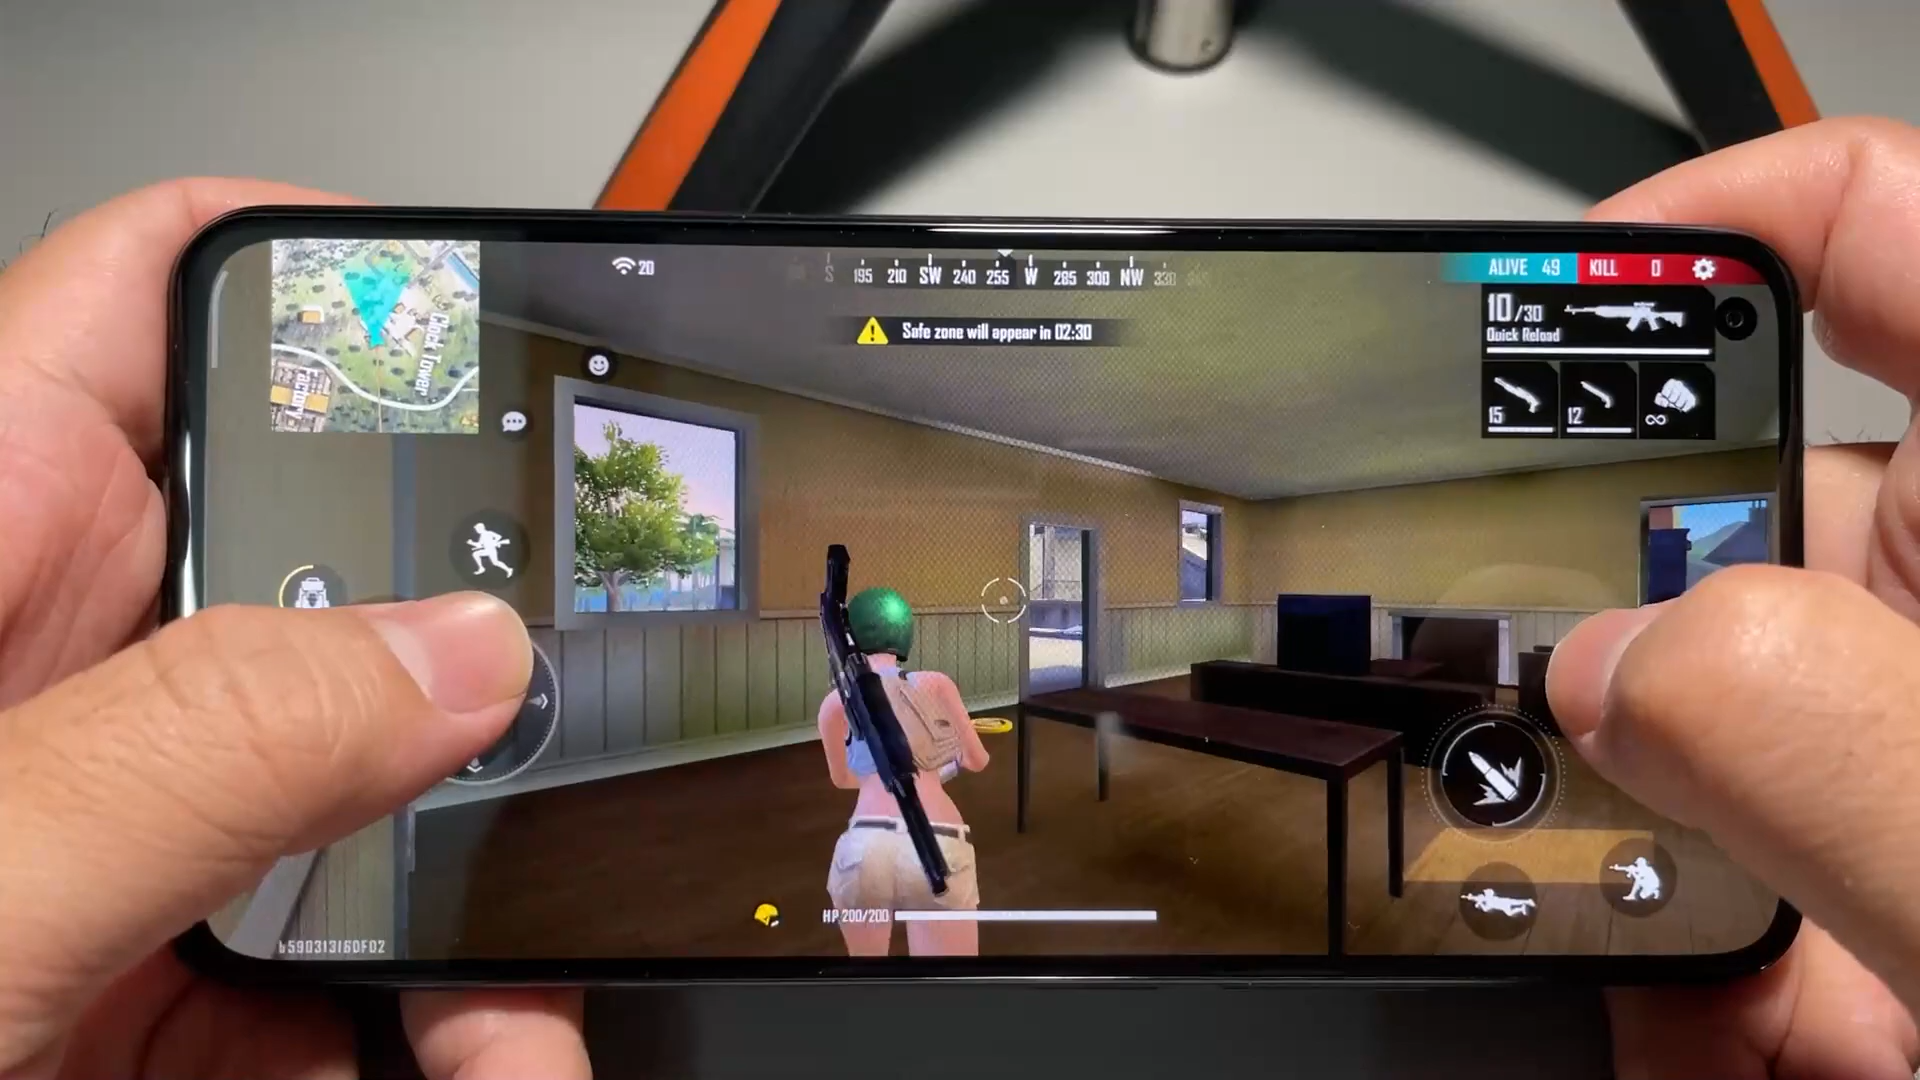 20
S 195 210 SW 240 255 W 285 300 NW 330 345
ALIVE 49 KILL 0
Safe zone will appear in 02:30
10/30
Quick Reload
15 12 ∞
Clock Tower
Factory
HP 200/200